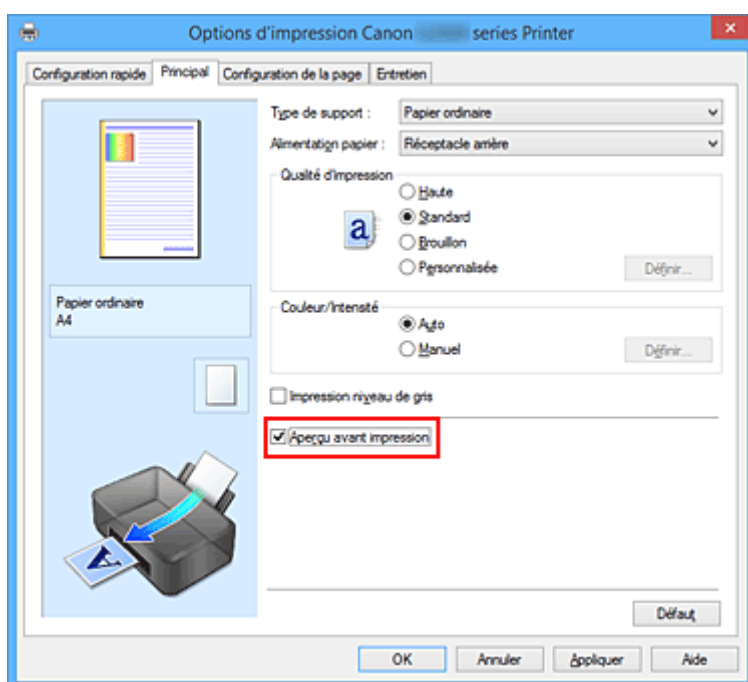 Options d'impression Canon series Printer
Configuration rapide Principal Configuration de la page Entretien
Type de support : Papier ordinaire
Alimentation papier : Réceptacle arrière
Qualité d'impression
Haute
a Standard
Brouillon
Personnalisée Définir...
Papier ordinaire
A4
Couleur/Intensité
Auto
Manuel Définir...
Impression niveau de gris
Aperçu avant impression
A
Défaut
OK Annuler Appliquer Aide